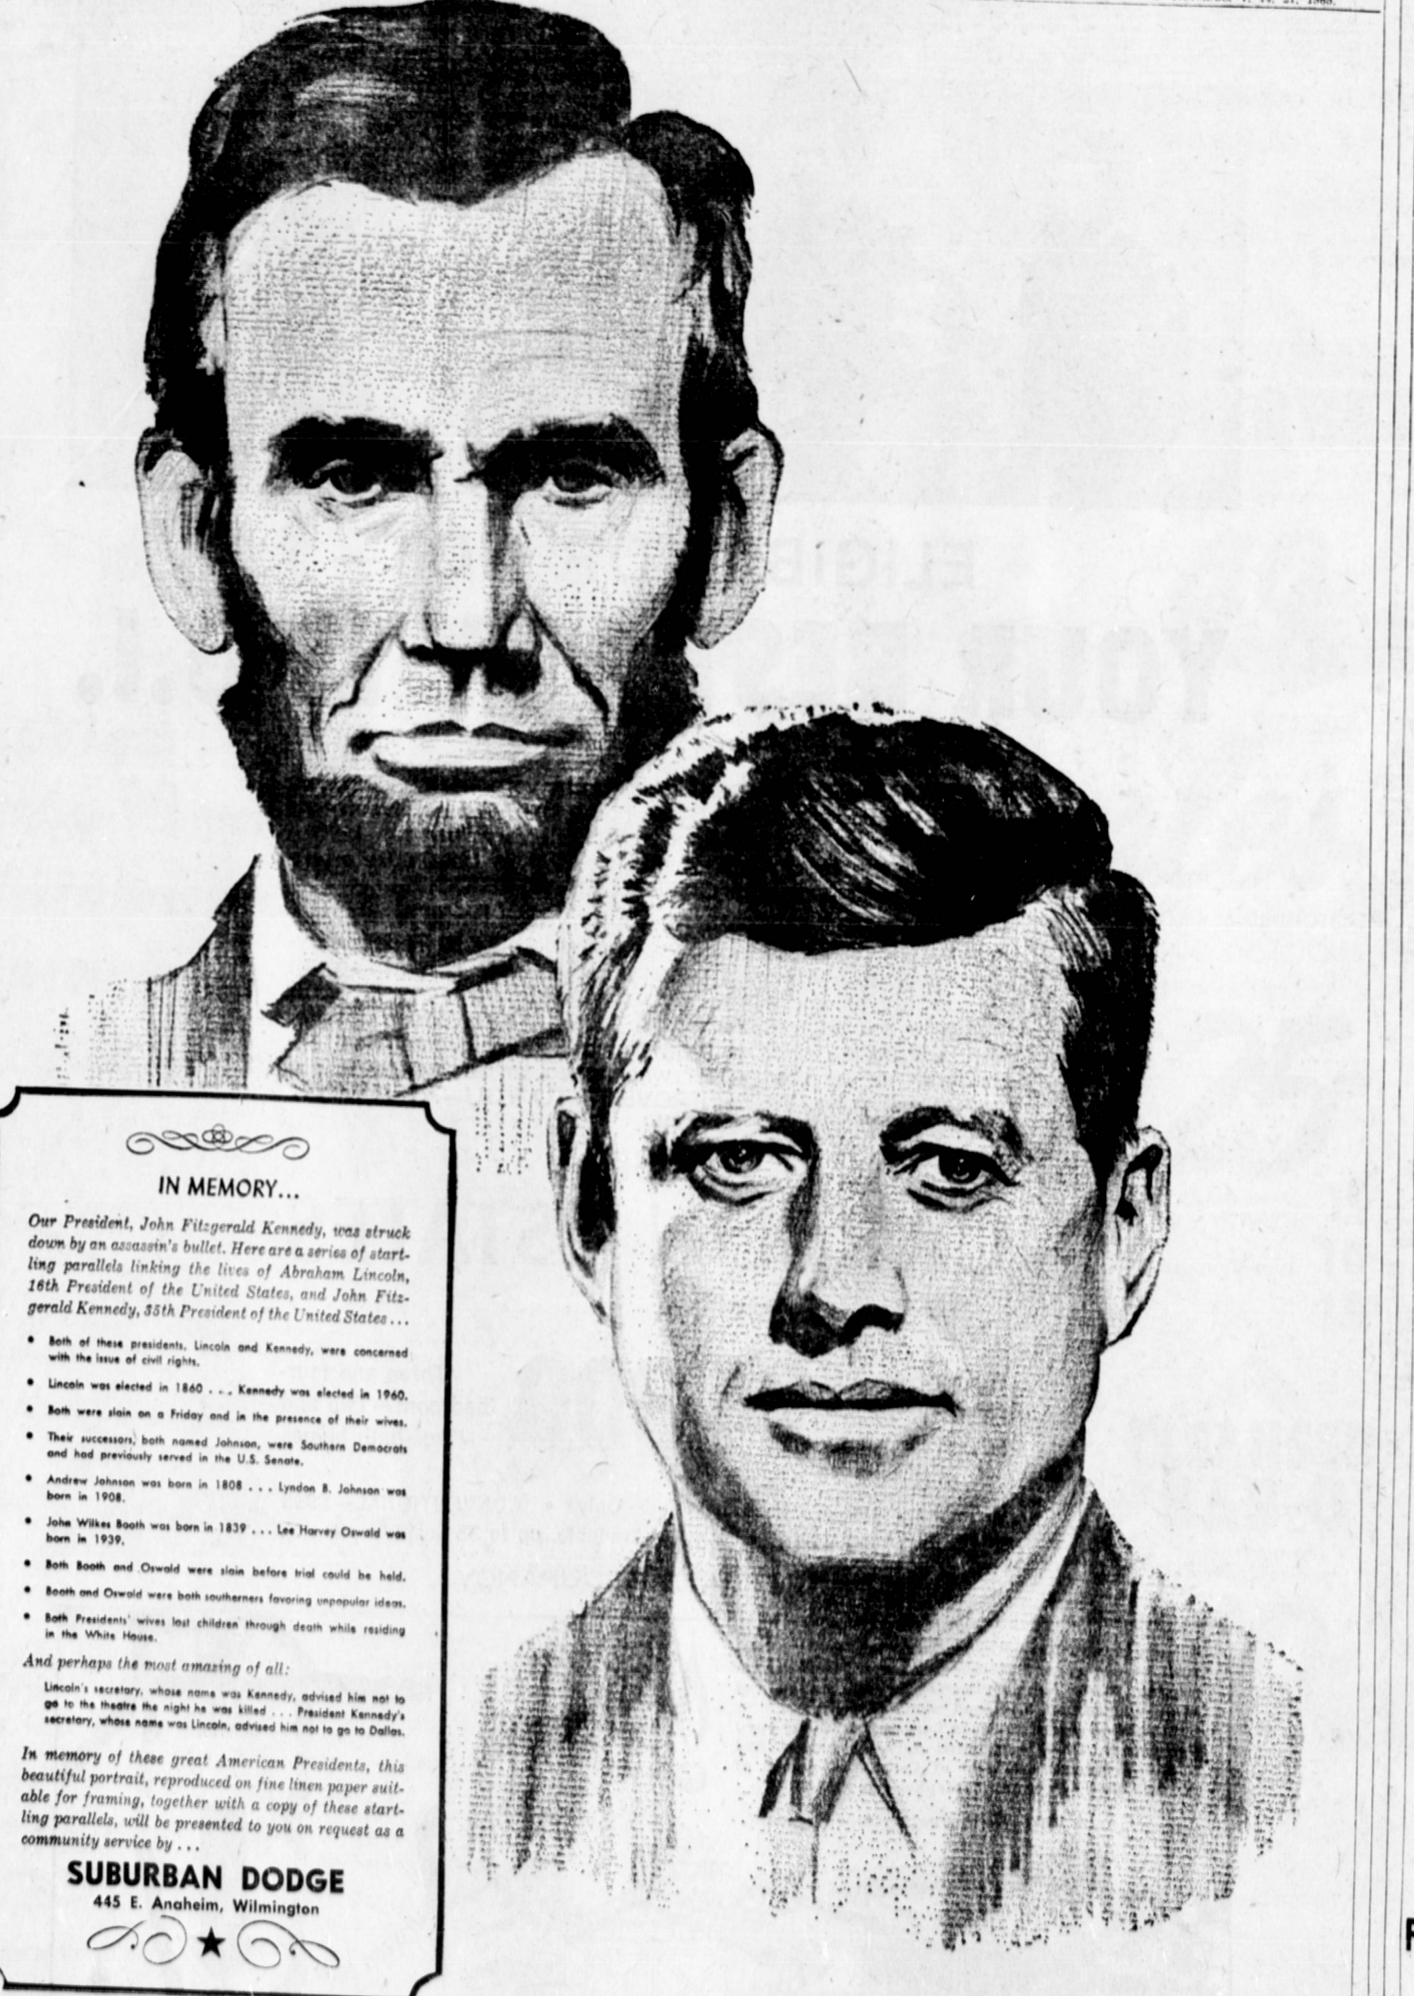 IN MEMORY...
Our President, John Fitzgerald Kennedy, was struck
down by an assassin's bullet. Here are a series of start-
ling parallels linking the lives of Abraham Lincoln,
16th President of the United States, and John Fitz-
gerald Kennedy, 35th President of the United States...
• Both of these presidents, Lincoln and Kennedy, were concerned
with the issue of civil rights.
• Lincoln was elected in 1860 . . . Kennedy was elected in 1960.
• Both were slain on a Friday and in the presence of their wives.
• Their successors, both named Johnson, were Southern Democrats
and had previously served in the U.S. Senate.
• Andrew Johnson was born in 1808 . . . Lyndon B. Johnson was
born in 1908.
• John Wilkes Booth was born in 1839 . . . Lee Harvey Oswald was
born in 1939.
• Both Booth and Oswald were slain before trial could be held.
• Booth and Oswald were both southerners favoring unpopular ideas.
• Both Presidents' wives lost children through death while residing
in the White House.
And perhaps the most amazing of all:
Lincoln's secretary, whose name was Kennedy, advised him not to
go to the theatre the night he was killed . . . President Kennedy's
secretary, whose name was Lincoln, advised him not to go to Dallas.
In memory of these great American Presidents, this
beautiful portrait, reproduced on fine linen paper suit-
able for framing, together with a copy of these start-
ling parallels, will be presented to you on request as a
community service by . . .
SUBURBAN DODGE
445 E. Anaheim, Wilmington